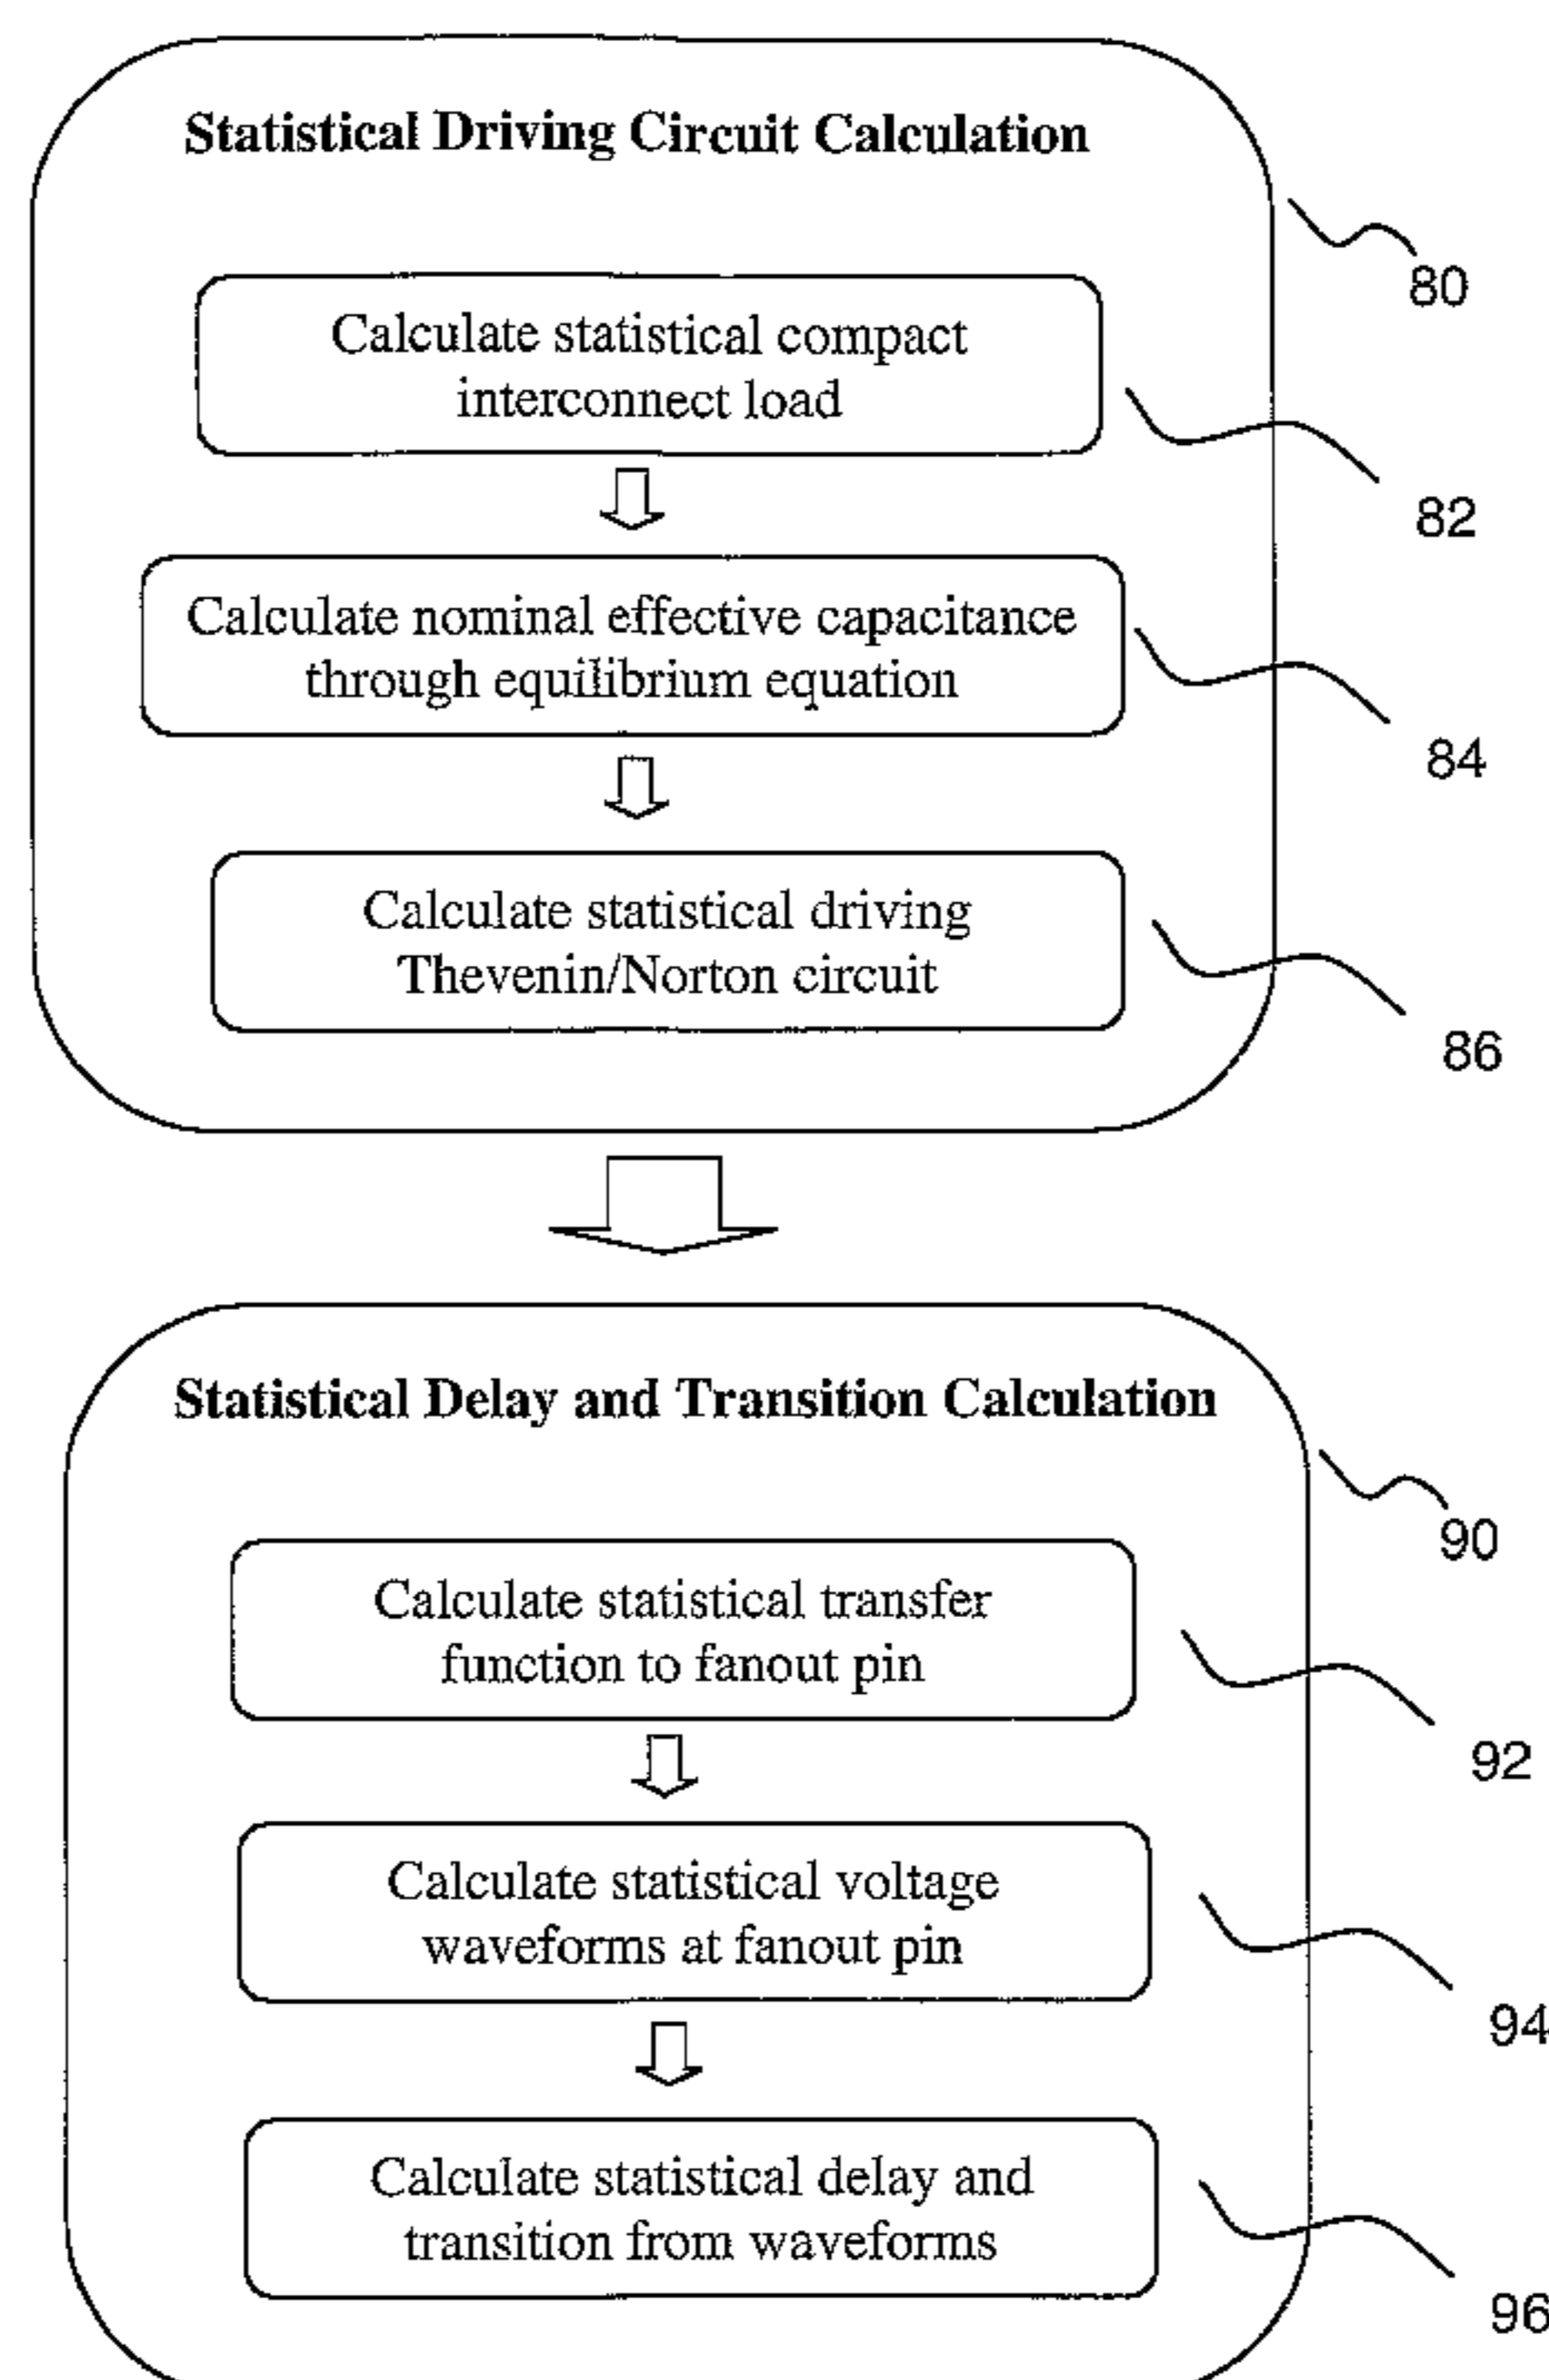 Statistical Driving Circuit Calculation
80
Calculate statistical compact
interconnect load
82
Calculate nominal effective capacitance
through equilibrium equation
84
Calculate statistical driving
Thevenin/Norton circuit
86
Statistical Delay and Transition Calculation
90
Calculate statistical transfer
function to fanout pin
92
Calculate statistical voltage
waveforms at fanout pin
94
Calculate statistical delay and
transition from waveforms
96